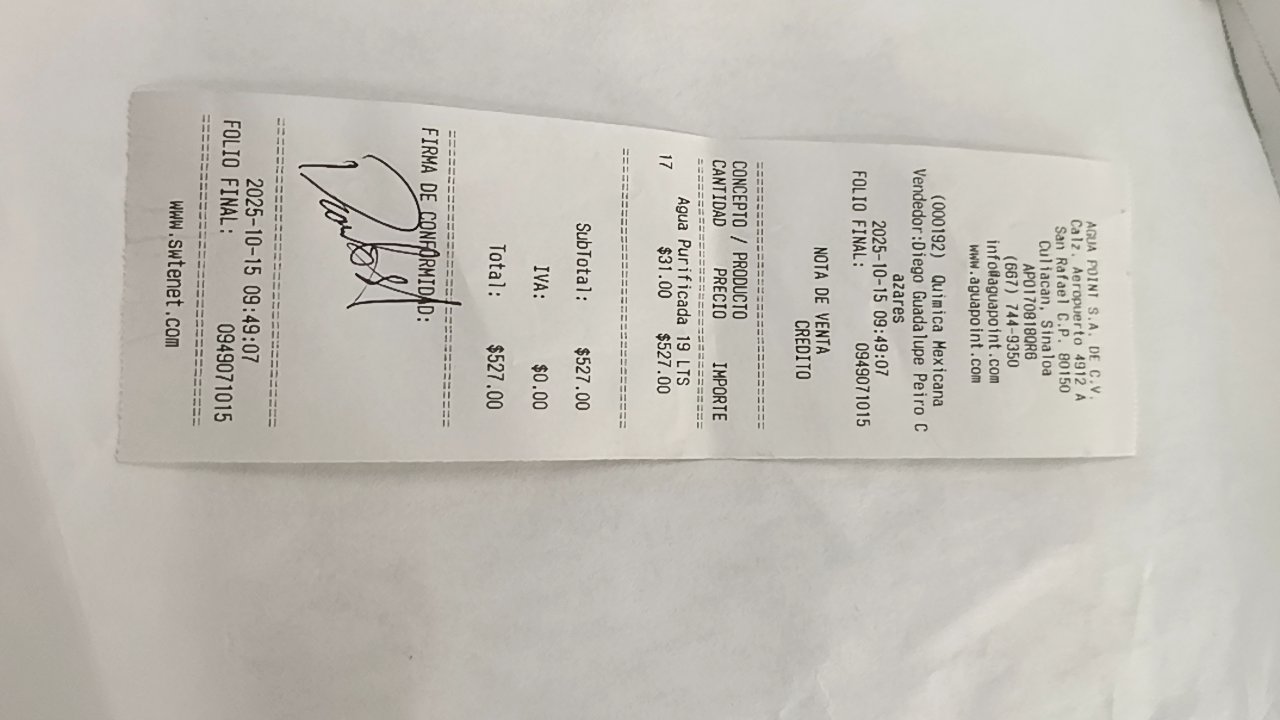 AGUA POINT S.A. DE C.V.
Calz. Aeropuerto 4912 A
San Rafael C.P. 80150
Culiacan, Sinaloa
APO170818QR6
(667) 744-9350
info@aguapoint.com
www.aguapoint.com
(000192) Quimica Mexicana
Vendedor:Diego Guadalupe Peiro C
azares
2025-10-15 09:49:07
FOLIO FINAL: 0949071015
NOTA DE VENTA
CREDITO
================================
CONCEPTO / PRODUCTO
CANTIDAD PRECIO IMPORTE
================================
17 Agua Purificada 19 LTS
$31.00 $527.00
================================
SubTotal: $527.00
IVA: $0.00
Total: $527.00
================================
FIRMA DE CONFORMIDAD:
================================
2025-10-15 09:49:07
FOLIO FINAL: 0949071015
================================
www.swtenet.com